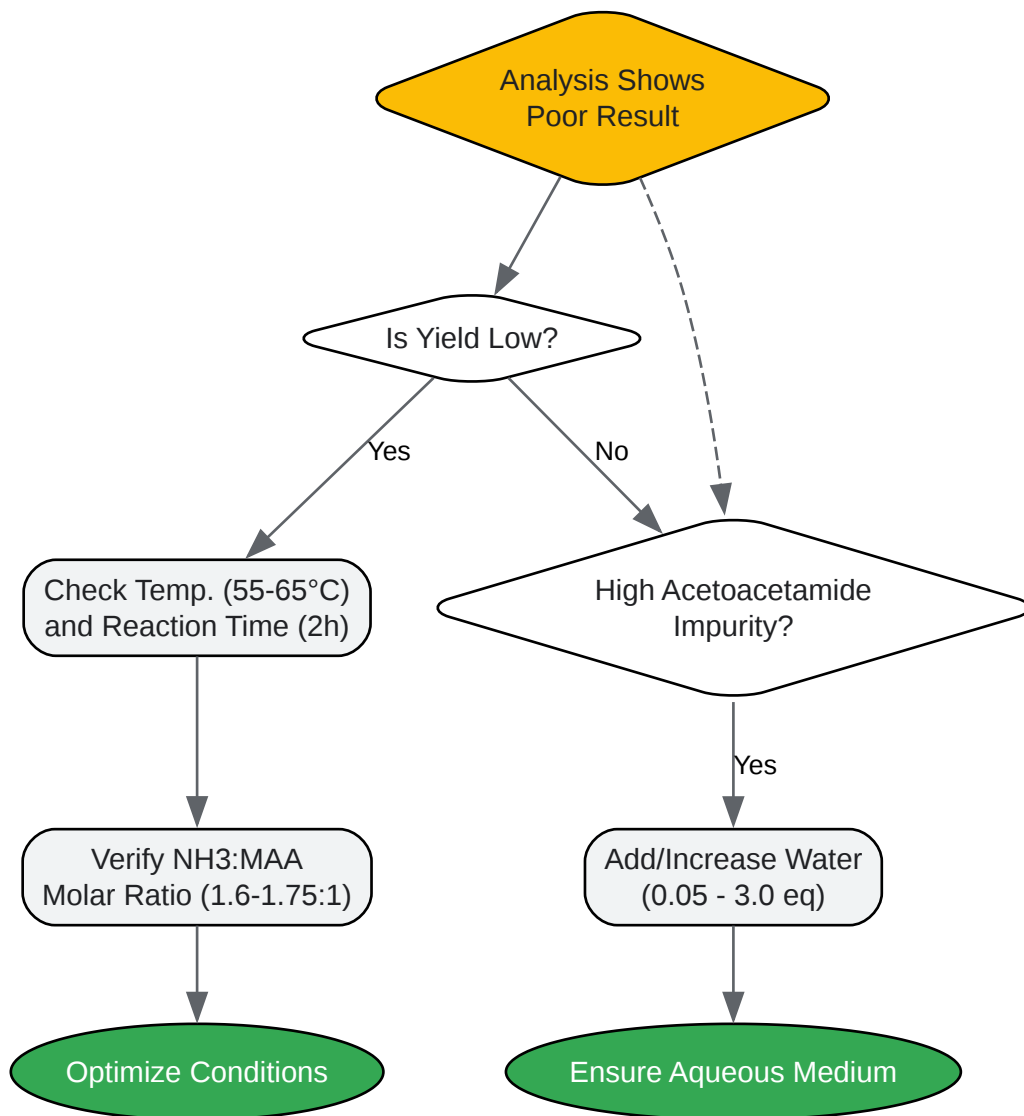 Analysis Shows
Poor Result
Is Yield Low?
Yes
No
Check Temp. (55-65°C)
and Reaction Time (2h)
High Acetoacetamide
Impurity?
Yes
Verify NH3:MAA
Molar Ratio (1.6-1.75:1)
Add/Increase Water
(0.05 - 3.0 eq)
Optimize Conditions
Ensure Aqueous Medium